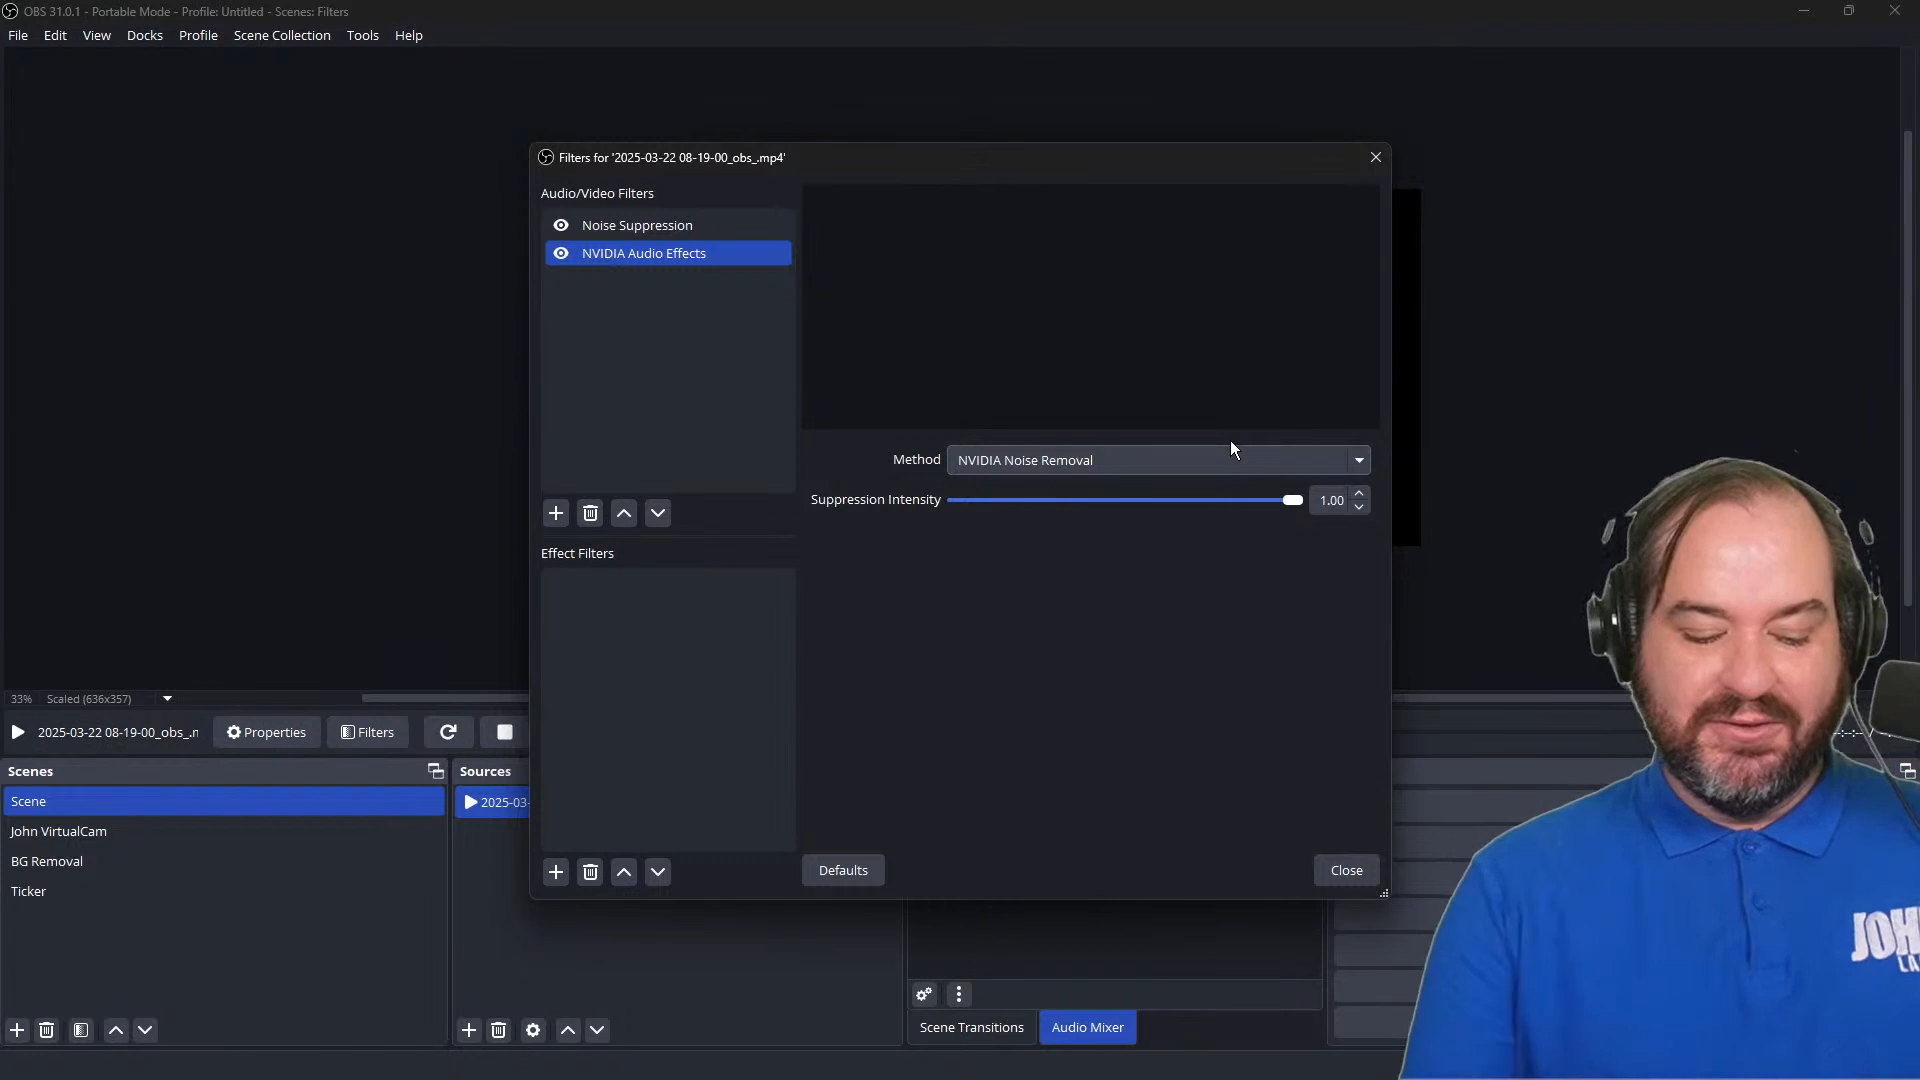 OBS 31.0.1 - Portable Mode - Profile: Untitled - Scenes: Filters
File Edit View Docks Profile Scene Collection Tools Help
Filters for '2025-03-22 08-19-00_obs_.mp4'
Audio/Video Filters
Noise Suppression
NVIDIA Audio Effects
Method NVIDIA Noise Removal
Suppression Intensity 1.00
Effect Filters
Defaults Close
33% Scaled (636x357)
2025-03-22 08-19-00_obs_.n Properties Filters
Scenes
Scene
John VirtualCam
BG Removal
Ticker
Sources
2025-03-
Scene Transitions Audio Mixer
JOH
LA